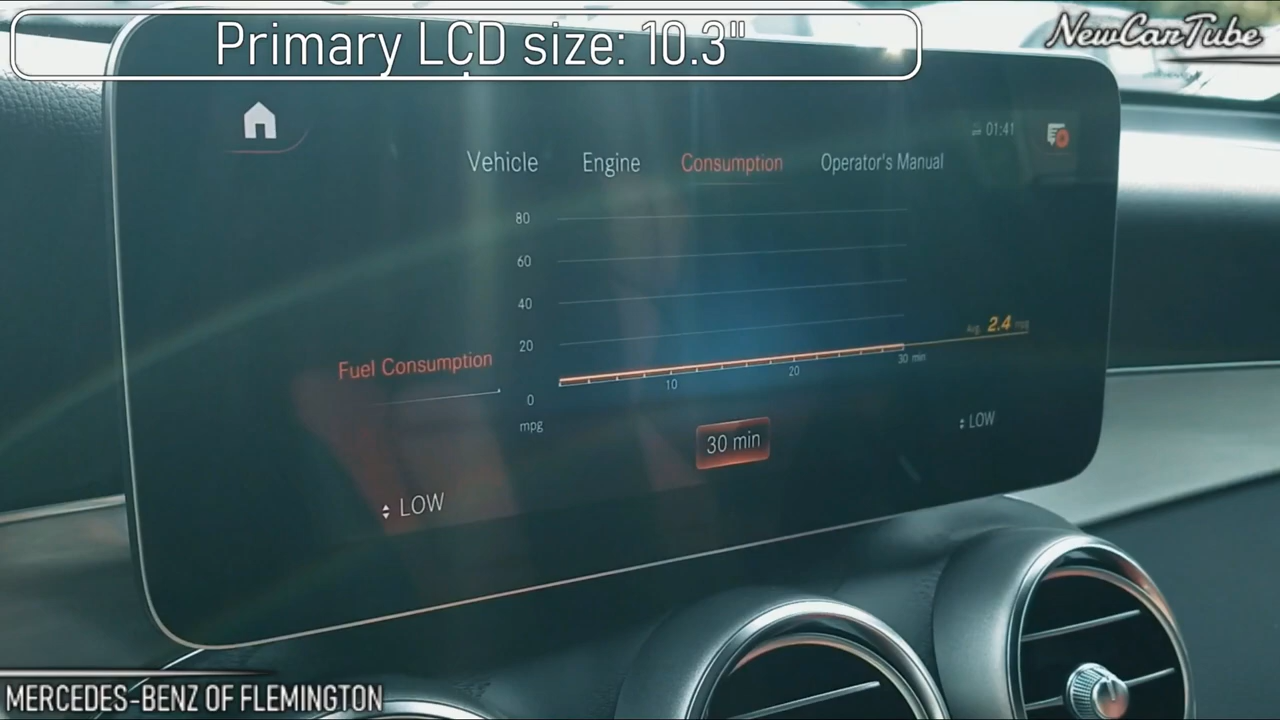 Primary LCD size: 10.3"
NewCarTube
01:41
Vehicle Engine Consumption Operator's Manual
80
60
40
20
0
mpg
Fuel Consumption
10
20
30 min
Avg. 2.4 mpg
30 min
LOW
LOW
MERCEDES-BENZ OF FLEMINGTON